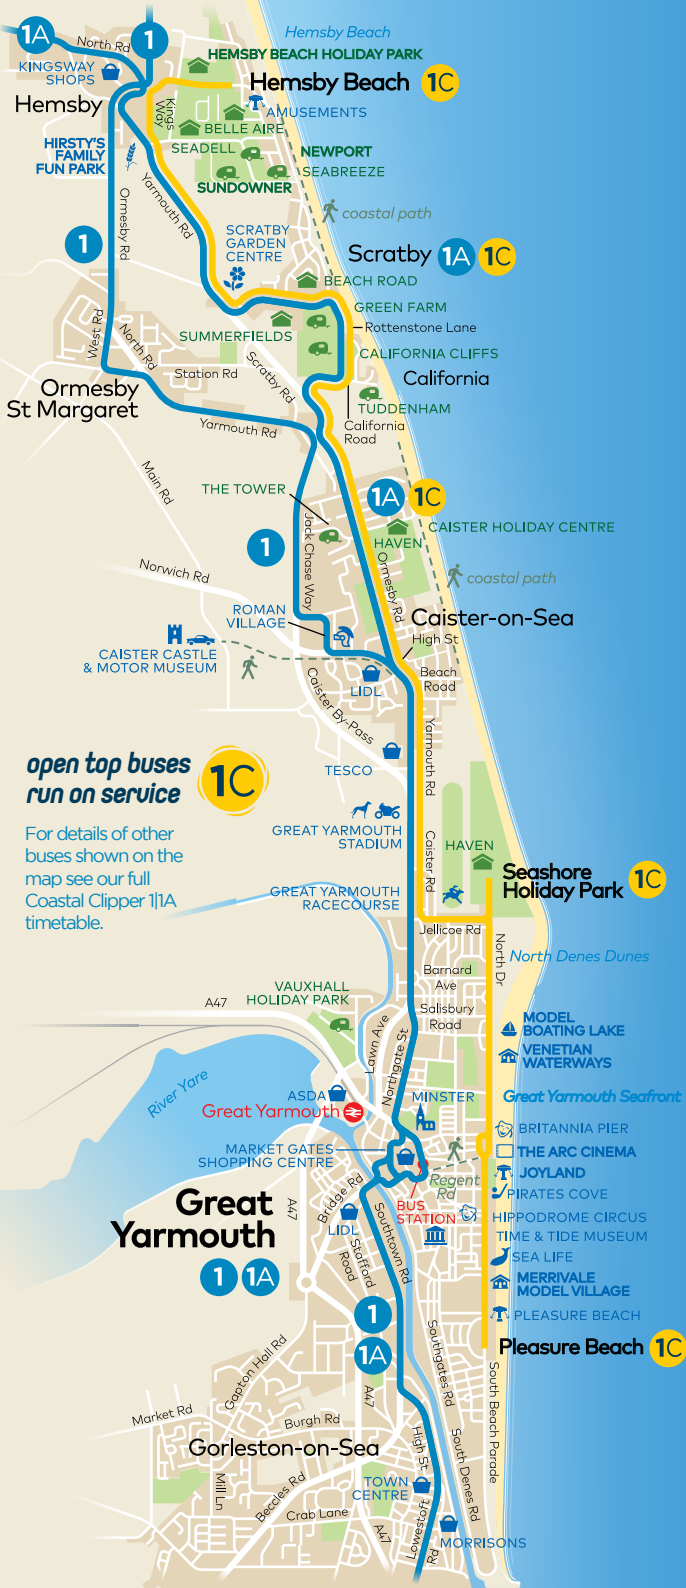 Hemsby Beach
1A
1
North Rd
HEMSBY BEACH HOLIDAY PARK
KINGSWAY
SHOPS
Hemsby Beach 1C
Hemsby
Kings
Way
AMUSEMENTS
BELLE AIRE
HIRSTY'S
FAMILY
FUN PARK
SEADELL
NEWPORT
SEABREEZE
SUNDOWNER
Yarmouth Rd
Ormesby Rd
coastal path
SCRATBY
GARDEN
CENTRE
1
Scratby 1A 1C
BEACH ROAD
GREEN FARM
Rottenstone Lane
SUMMERFIELDS
West Rd
North Rd
CALIFORNIA CLIFFS
Station Rd
Scratby Rd
California
Ormesby
St Margaret
TUDDENHAM
California
Road
Yarmouth Rd
Main Rd
THE TOWER
1A 1C
Jack Chase Way
CAISTER HOLIDAY CENTRE
HAVEN
1
Norwich Rd
Ormesby Rd
coastal path
ROMAN
VILLAGE
Caister-on-Sea
High St
CAISTER CASTLE
& MOTOR MUSEUM
Beach
Road
LIDL
Caister By-Pass
Yarmouth Rd
open top buses
run on service
1C
TESCO
For details of other
buses shown on the
map see our full
Coastal Clipper 1|1A
timetable.
GREAT YARMOUTH
STADIUM
Caister Rd
HAVEN
Seashore
Holiday Park 1C
GREAT YARMOUTH
RACECOURSE
Jellicoe Rd
North Dr
North Denes Dunes
Barnard
Ave
VAUXHALL
HOLIDAY PARK
A47
Salisbury
Road
Lawn Ave
Northgate St
MODEL
BOATING LAKE
VENETIAN
WATERWAYS
River Yare
ASDA
Great Yarmouth
MINSTER
Great Yarmouth Seafront
BRITANNIA PIER
MARKET GATES
SHOPPING CENTRE
THE ARC CINEMA
JOYLAND
Regent
Rd
PIRATES COVE
Great
Yarmouth
1 1A
A47
Bridge Rd
BUS
STATION
LIDL
Stafford
Road
Southtown Rd
HIPPODROME CIRCUS
TIME & TIDE MUSEUM
SEA LIFE
MERRIVALE
MODEL VILLAGE
1
1A
PLEASURE BEACH
Southgates Rd
Pleasure Beach 1C
Gapton Hall Rd
South Beach Parade
A47
Market Rd
Burgh Rd
Gorleston-on-Sea
High St
South Denes Rd
Mill Ln
Beccles Rd
TOWN
CENTRE
Crab Lane
A47
Lowestoft
Rd
MORRISONS